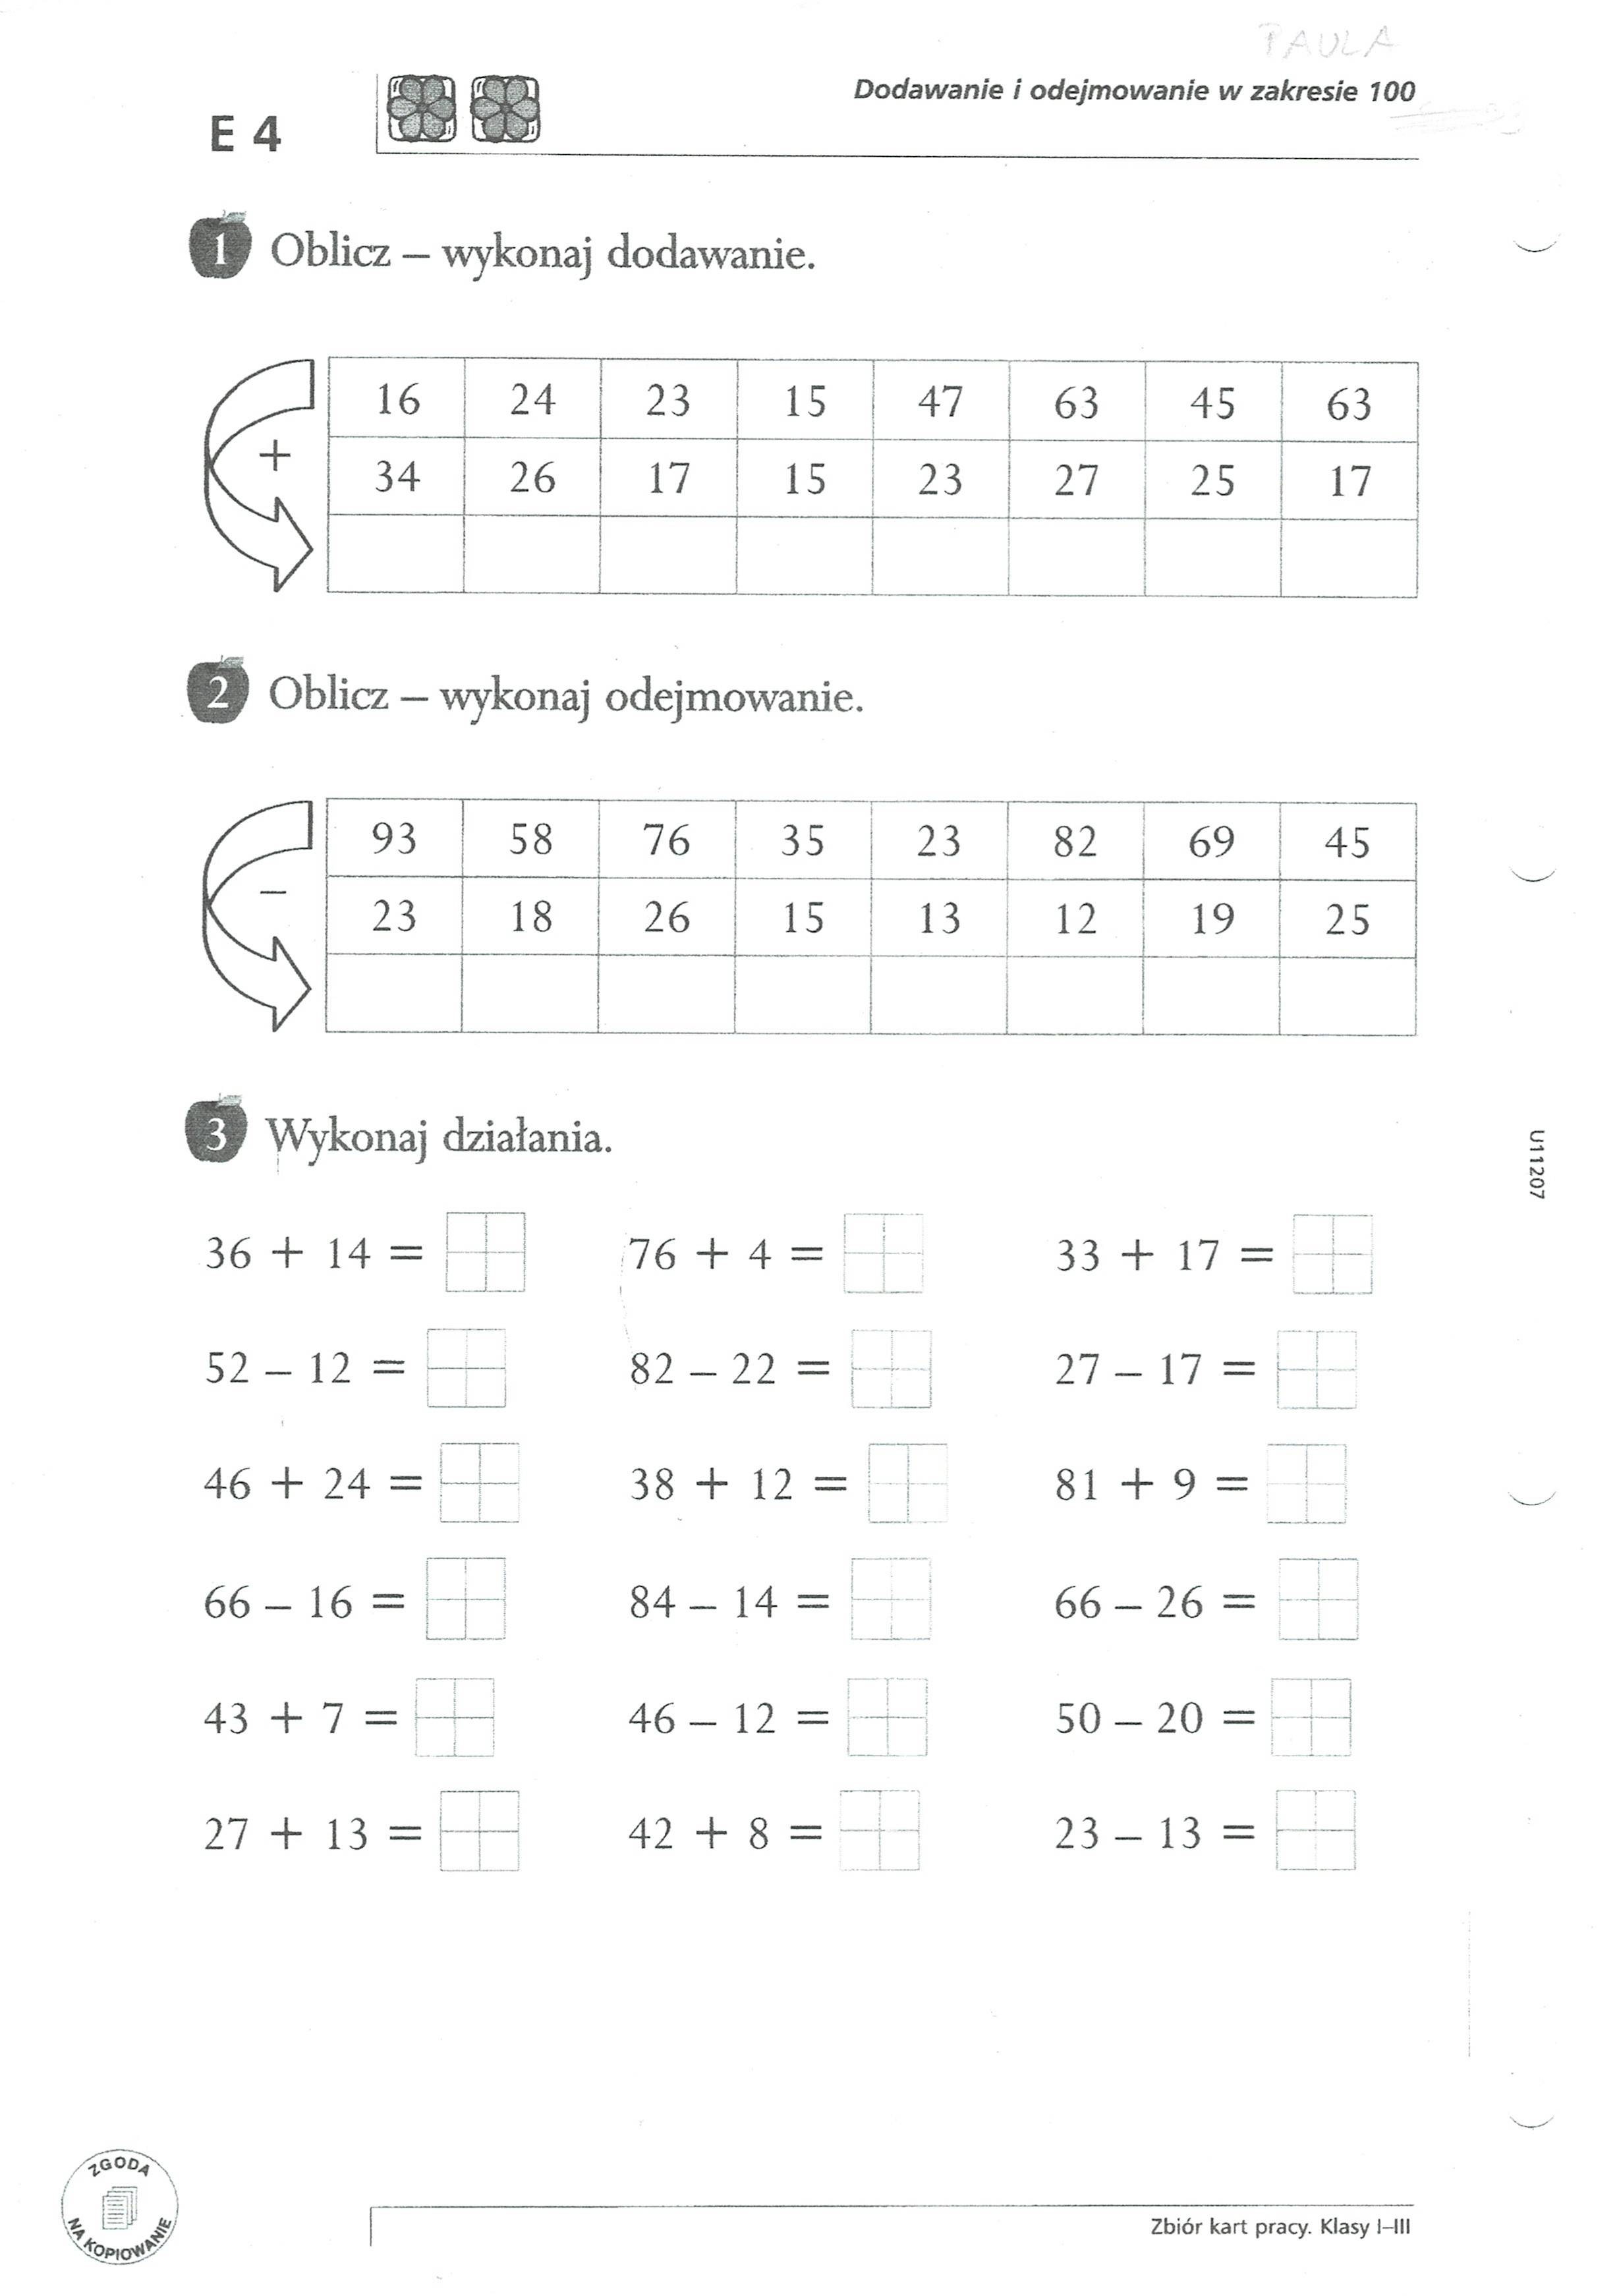 PAULA
Dodawanie i odejmowanie w zakresie 100
E 4
1 Oblicz – wykonaj dodawanie.
16 24 23 15 47 63 45 63
+
34 26 17 15 23 27 25 17
2 Oblicz – wykonaj odejmowanie.
93 58 76 35 23 82 69 45
–
23 18 26 15 13 12 19 25
3 Wykonaj działania.
U11207
36 + 14 = 76 + 4 = 33 + 17 =
52 – 12 = 82 – 22 = 27 – 17 =
46 + 24 = 38 + 12 = 81 + 9 =
66 – 16 = 84 – 14 = 66 – 26 =
43 + 7 = 46 – 12 = 50 – 20 =
27 + 13 = 42 + 8 = 23 – 13 =
ZGODA
NA KOPIOWANIE
Zbiór kart pracy. Klasy I–III